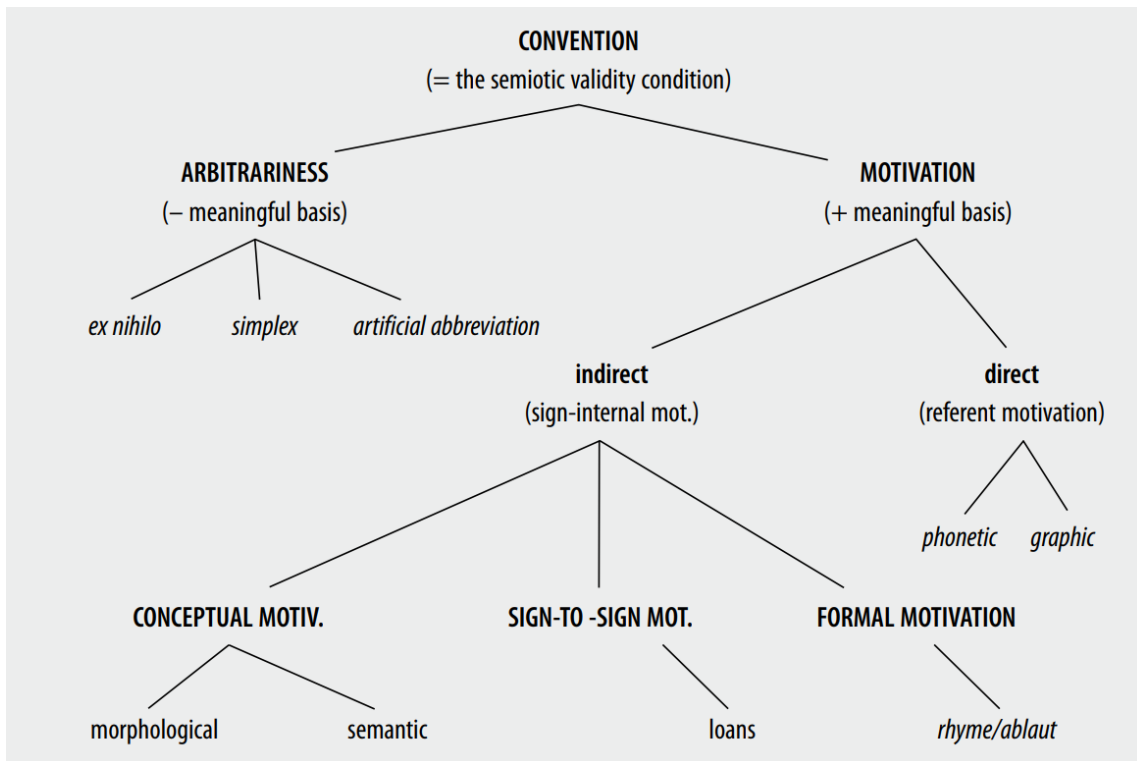 CONVENTION
(= the semiotic validity condition)
ARBITRARINESS
(– meaningful basis)
MOTIVATION
(+ meaningful basis)
ex nihilo
simplex
artificial abbreviation
indirect
(sign-internal mot.)
direct
(referent motivation)
phonetic
graphic
CONCEPTUAL MOTIV.
SIGN-TO -SIGN MOT.
FORMAL MOTIVATION
morphological
semantic
loans
rhyme/ablaut